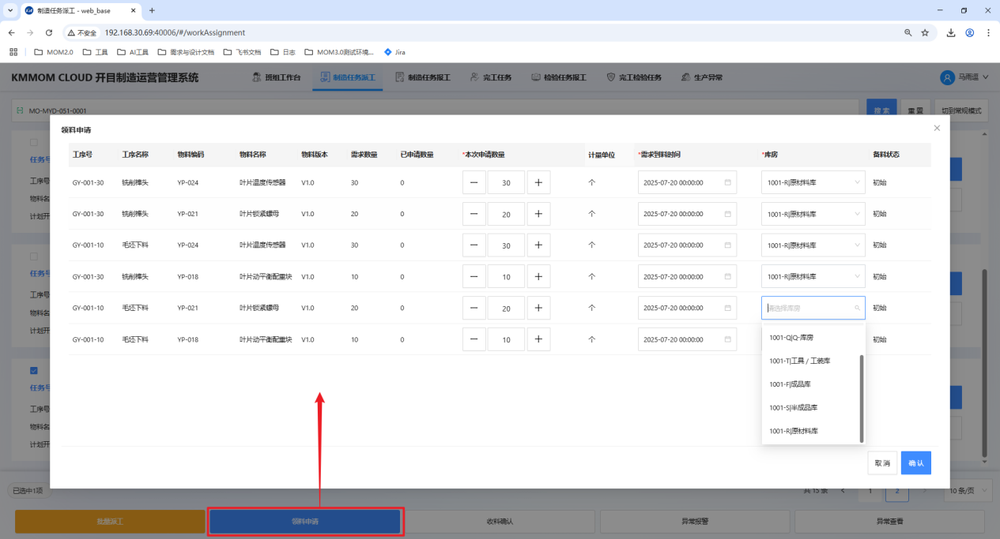 制造任务派工 - web_base
不安全 192.168.30.69:40006/#/workAssignment
MOM2.0 工具 AI工具 需求与设计文档 飞书文档 日志 MOM3.0测试环境... Jira
KMMOM CLOUD 开目制造运营管理系统 班组工作台 制造任务派工 制造任务报工 完工任务 检验任务报工 完工检验任务 生产异常 马雨逗
MO-MYD-051-0001 搜索 重置 切到常规模式
领料申请
工序号 工序名称 物料编码 物料名称 物料版本 需求数量 已申请数量 *本次申请数量 计量单位 *需求到料时间 *库房 备料状态
GY-001-30 铣削榫头 YP-024 叶片温度传感器 V1.0 30 0 30 个 2025-07-20 00:00:00 1001-R|原材料库 初始
GY-001-30 铣削榫头 YP-021 叶片锁紧螺母 V1.0 20 0 20 个 2025-07-20 00:00:00 1001-R|原材料库 初始
GY-001-10 毛坯下料 YP-024 叶片温度传感器 V1.0 30 0 30 个 2025-07-20 00:00:00 1001-R|原材料库 初始
GY-001-30 铣削榫头 YP-018 叶片动平衡配重块 V1.0 10 0 10 个 2025-07-20 00:00:00 1001-R|原材料库 初始
GY-001-10 毛坯下料 YP-021 叶片锁紧螺母 V1.0 20 0 20 个 2025-07-20 00:00:00 请选择库房 初始
GY-001-10 毛坯下料 YP-018 叶片动平衡配重块 V1.0 10 0 10 个 2025-07-20 00:00:00 初始
1001-Q|Q-库房
1001-T|工具 / 工装库
1001-F|成品库
1001-S|半成品库
1001-R|原材料库
任务号
工序号
物料名
计划开
任务号
工序号
物料名
计划开
任务号
工序号
物料名
计划开
取消 确认
已选中1项 共 15 条 1 2 10 条/页
批量派工 领料申请 收料确认 异常报警 异常查看